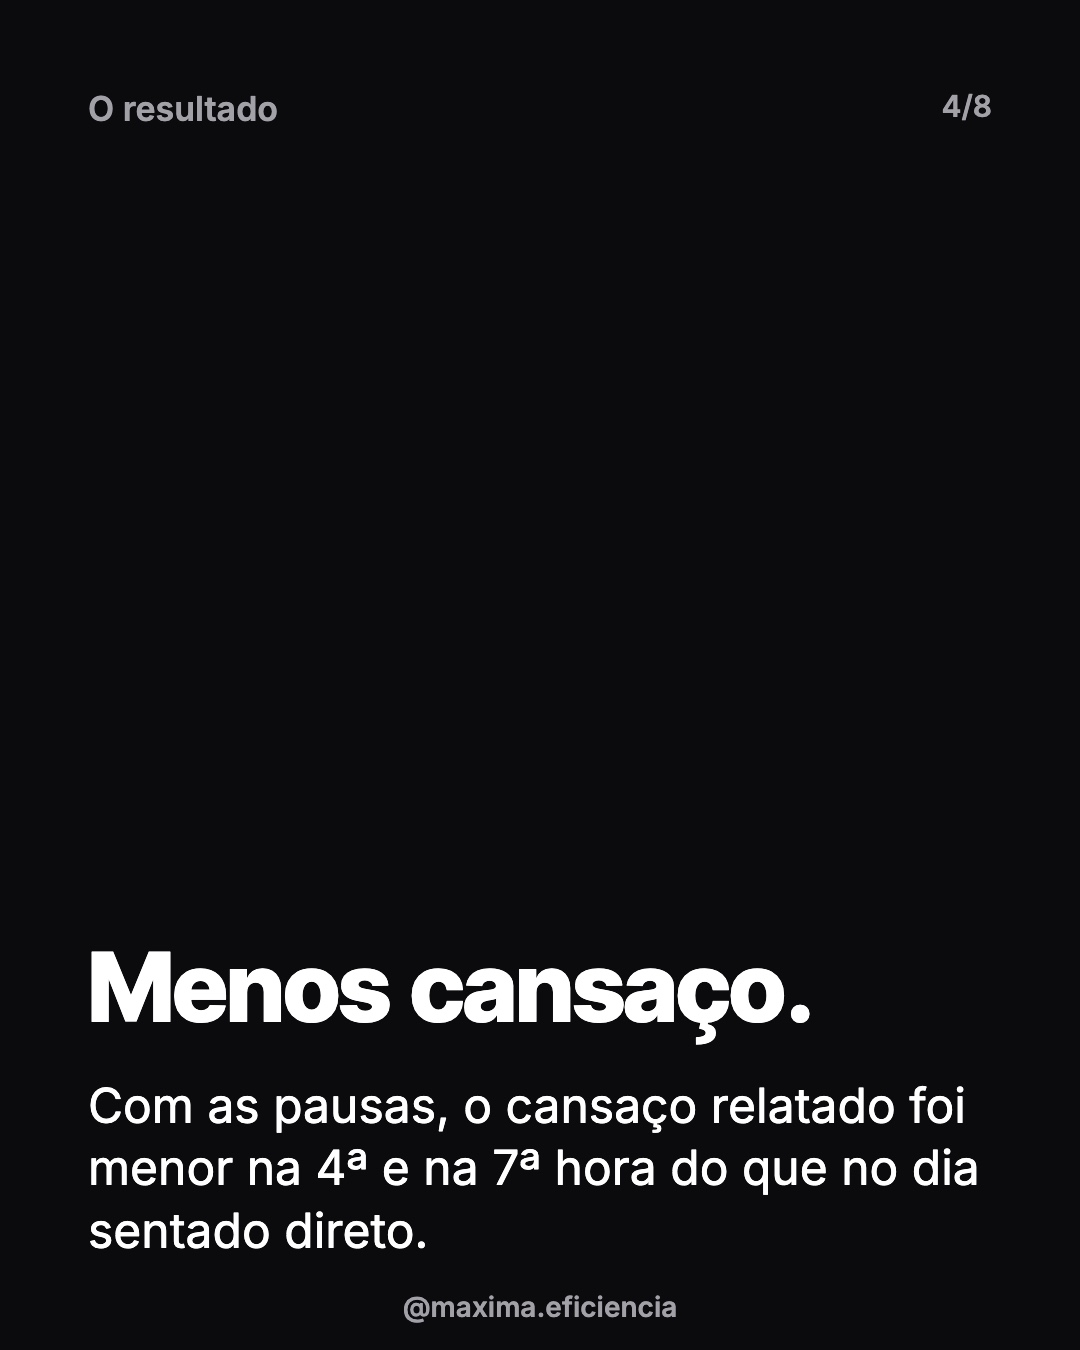 O resultado
4/8
Menos cansaço.
Com as pausas, o cansaço relatado foi
menor na 4ª e na 7ª hora do que no dia
sentado direto.
@maxima.eficiencia